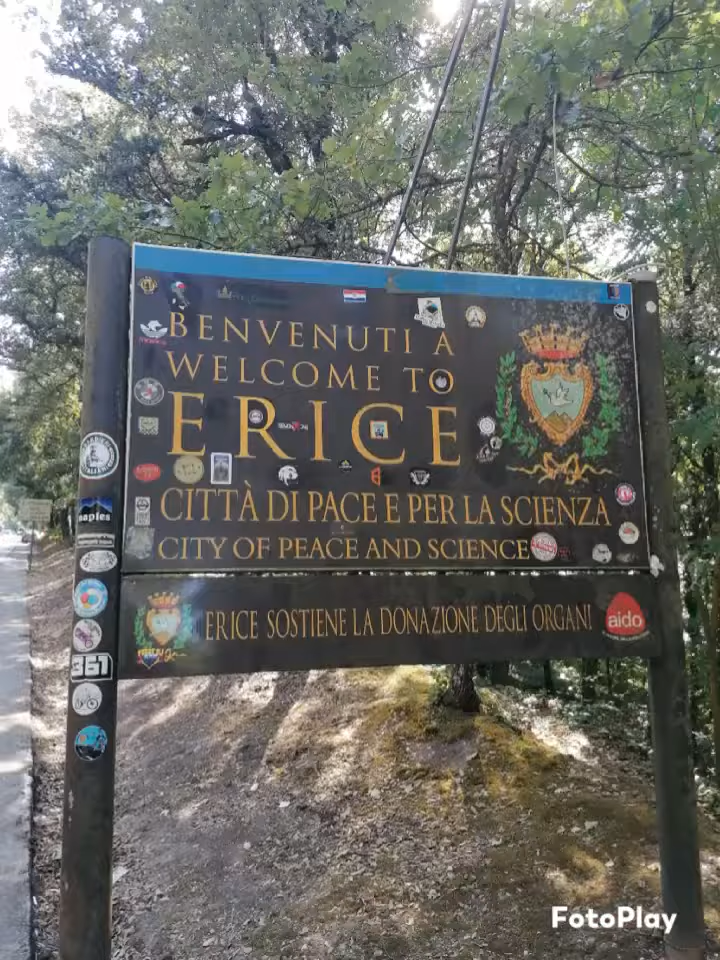 BENVENUTI A
WELCOME TO
ERICE
CITTÀ DI PACE E PER LA SCIENZA
CITY OF PEACE AND SCIENCE
ERICE SOSTIENE LA DONAZIONE DEGLI ORGANI
aido
naples
361
FotoPlay